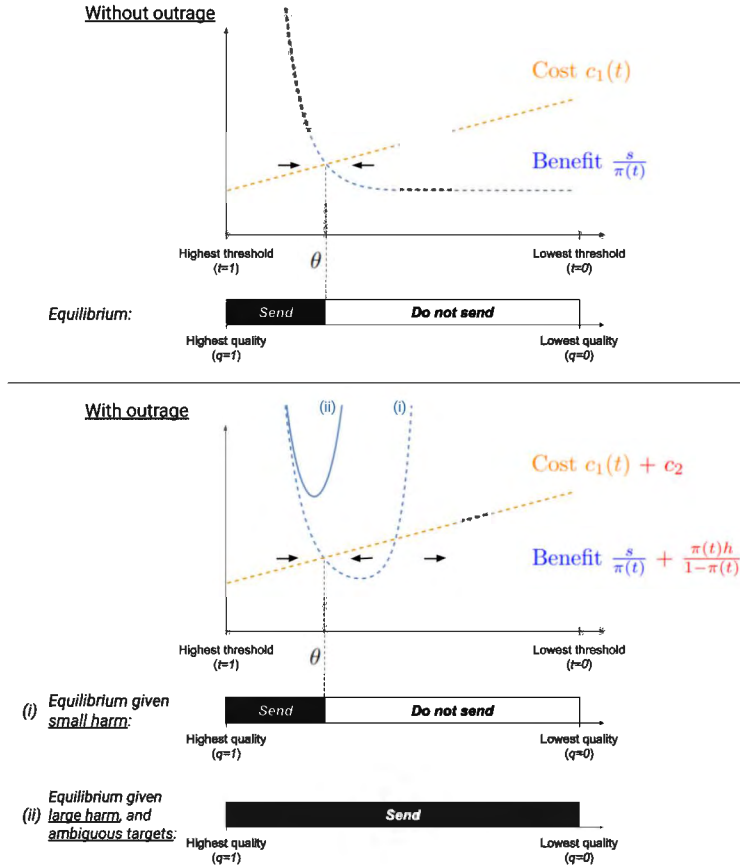 Without outrage
Cost c₁(t)
Benefit s/π(t)
Highest threshold
(t=1)
θ
Lowest threshold
(t=0)
Equilibrium:
Send
Do not send
Highest quality
(q=1)
Lowest quality
(q=0)
With outrage
(ii)
(i)
Cost c₁(t) + c₂
Benefit s/π(t) + π(t)h/1−π(t)
Highest threshold
(t=1)
θ
Lowest threshold
(t=0)
(i) Equilibrium given
small harm:
Send
Do not send
Highest quality
(q=1)
Lowest quality
(q=0)
(ii) Equilibrium given
large harm, and
ambiguous targets:
Send
Highest quality
(q=1)
Lowest quality
(q=0)